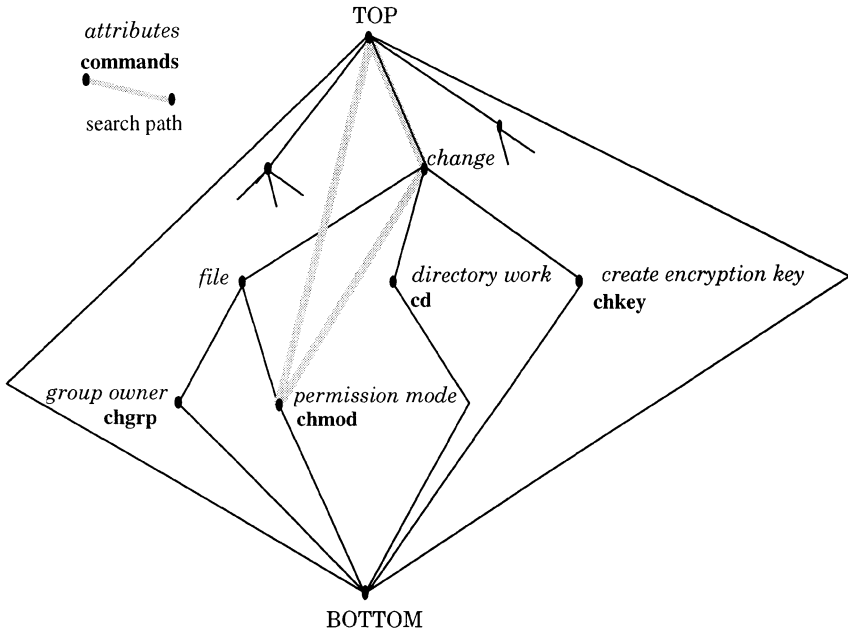 TOP
attributes
commands
search path
change
file
directory work
cd
create encryption key
chkey
group owner
chgrp
permission mode
chmod
BOTTOM